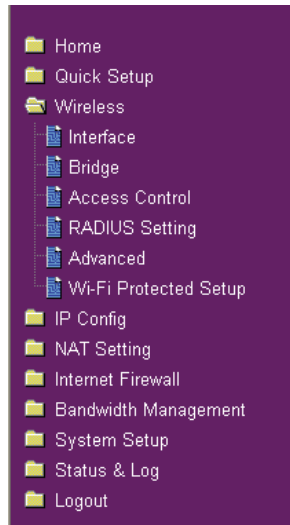 Home
Quick Setup
Wireless
Interface
Bridge
Access Control
RADIUS Setting
Advanced
Wi-Fi Protected Setup
IP Config
NAT Setting
Internet Firewall
Bandwidth Management
System Setup
Status & Log
Logout